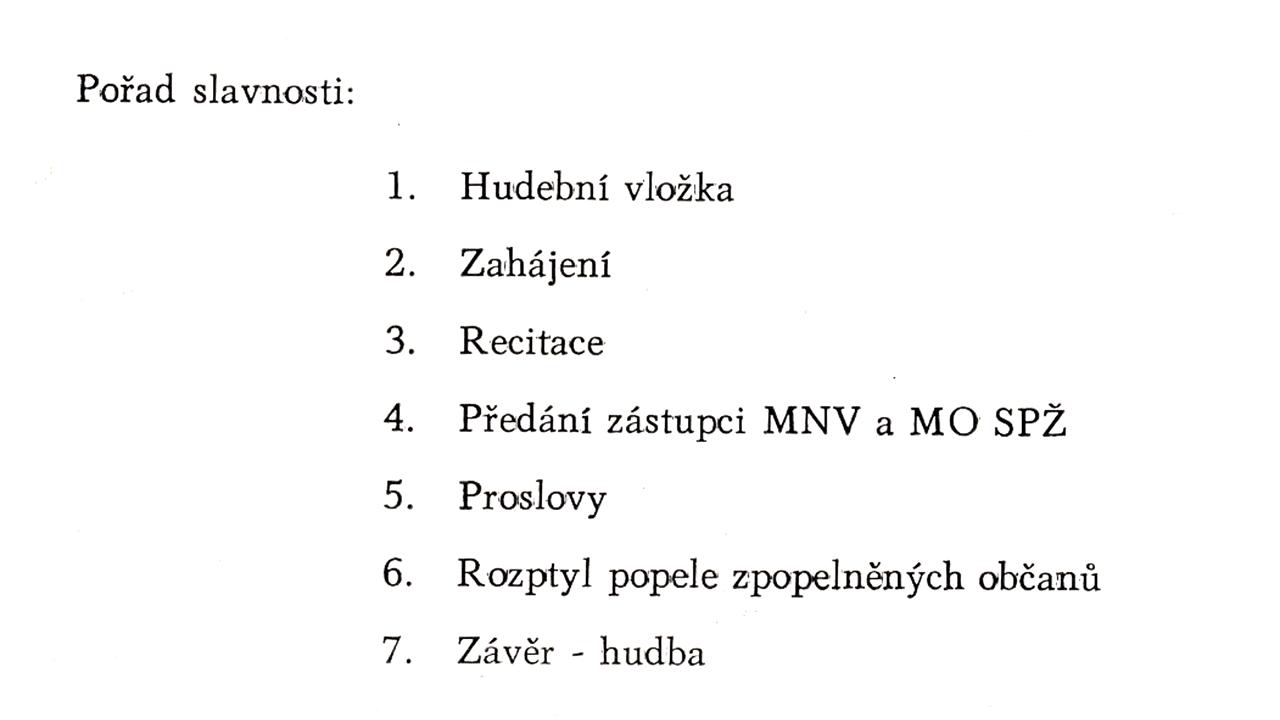 Pořad slavnosti:
1. Hudební vložka
2. Zahájení
3. Recitace
4. Předání zástupci MNV a MO SPŽ
5. Proslovy
6. Rozptyl popele zpopelněných občanů
7. Závěr - hudba